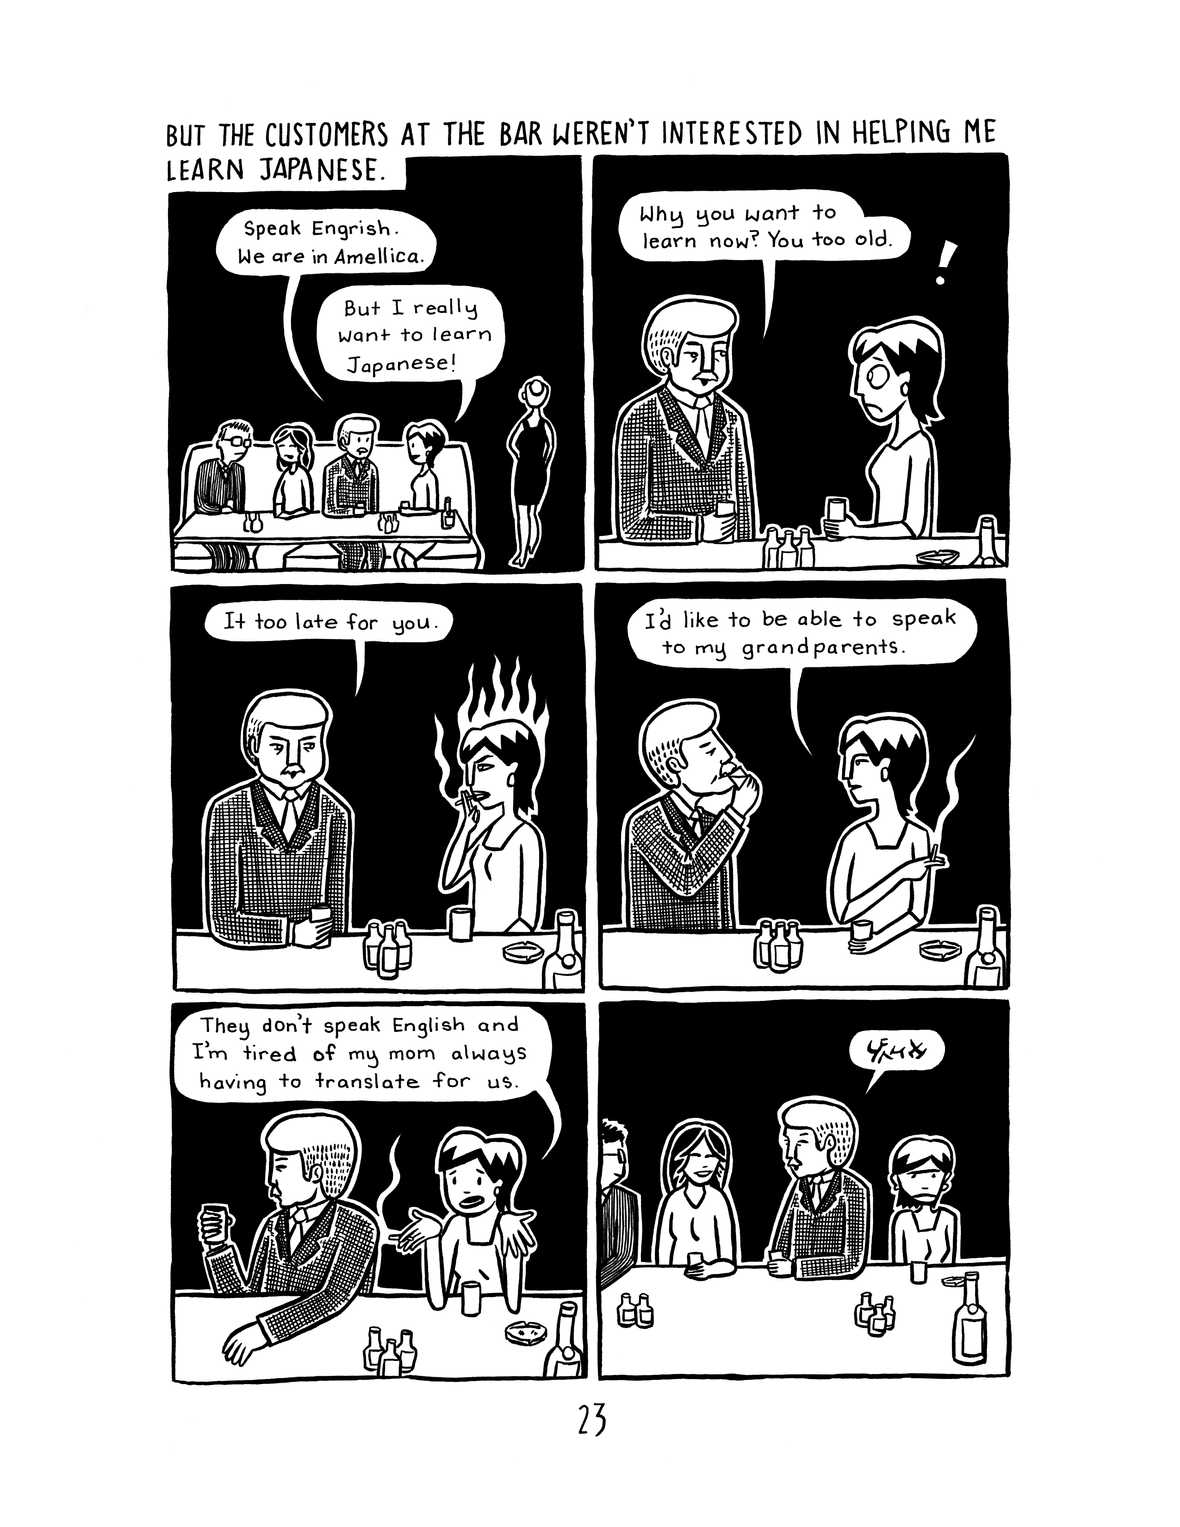 BUT THE CUSTOMERS AT THE BAR WEREN'T INTERESTED IN HELPING ME
LEARN JAPANESE.
Speak Engrish.
We are in Amellica.
But I really
want to learn
Japanese!
Why you want to
learn now? You too old.
!
It too late for you.
I'd like to be able to speak
to my grandparents.
They don't speak English and
I'm tired of my mom always
having to translate for us.
23